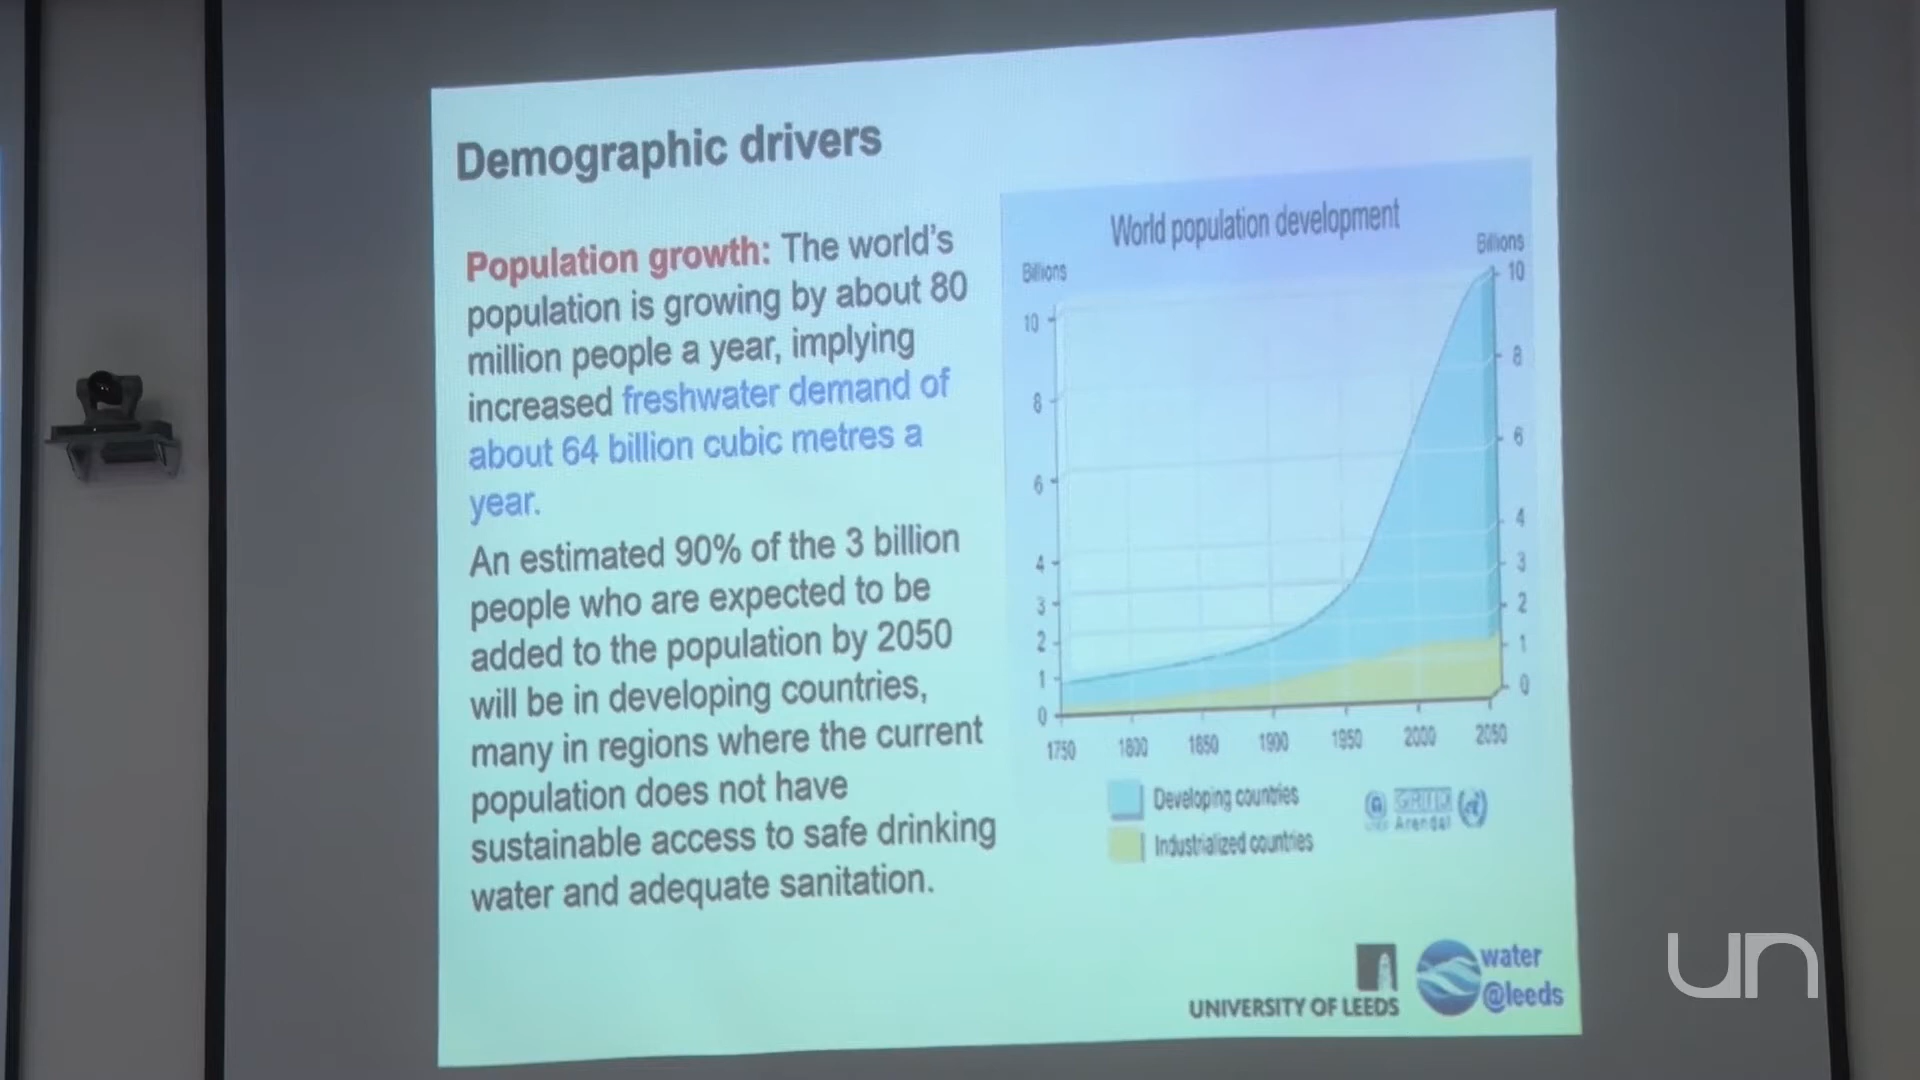 Demographic drivers
Population growth: The world's
population is growing by about 80
million people a year, implying
increased freshwater demand of
about 64 billion cubic metres a
year.
An estimated 90% of the 3 billion
people who are expected to be
added to the population by 2050
will be in developing countries,
many in regions where the current
population does not have
sustainable access to safe drinking
water and adequate sanitation.
World population development
Billions
Billions
10
8
6
4
3
2
1
0
10
8
6
4
3
2
1
0
1750 1800 1850 1900 1950 2000 2050
Developing countries
Industrialized countries
GRID
Arendal
UNIVERSITY OF LEEDS
water
@leeds
un